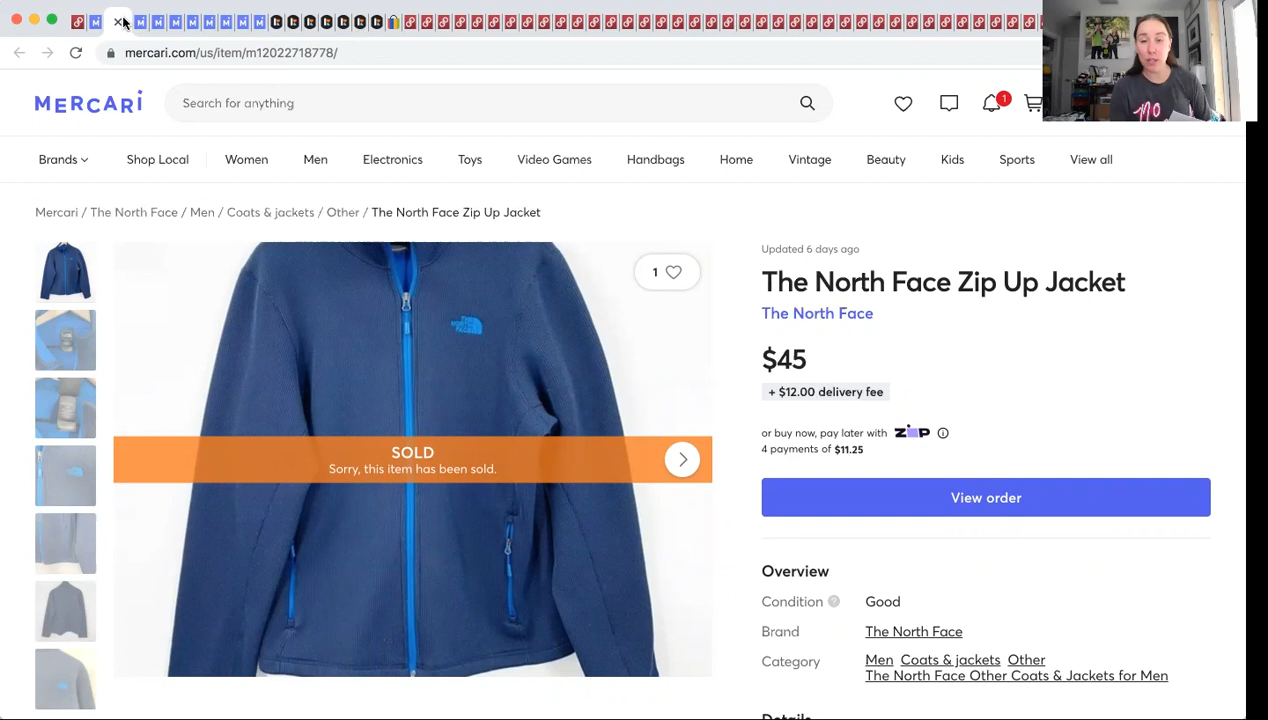 mercari.com/us/item/m12022718778/
MERCARI
Search for anything
1
Brands
Shop Local
Women
Men
Electronics
Toys
Video Games
Handbags
Home
Vintage
Beauty
Kids
Sports
View all
Mercari / The North Face / Men / Coats & jackets / Other / The North Face Zip Up Jacket
1
THE NORTH FACE
SOLD
Sorry, this item has been sold.
Updated 6 days ago
The North Face Zip Up Jacket
The North Face
$45
+ $12.00 delivery fee
or buy now, pay later with ZIP
4 payments of $11.25
View order
Overview
Condition ? Good
Brand The North Face
Category Men Coats & jackets Other
The North Face Other Coats & Jackets for Men
Details